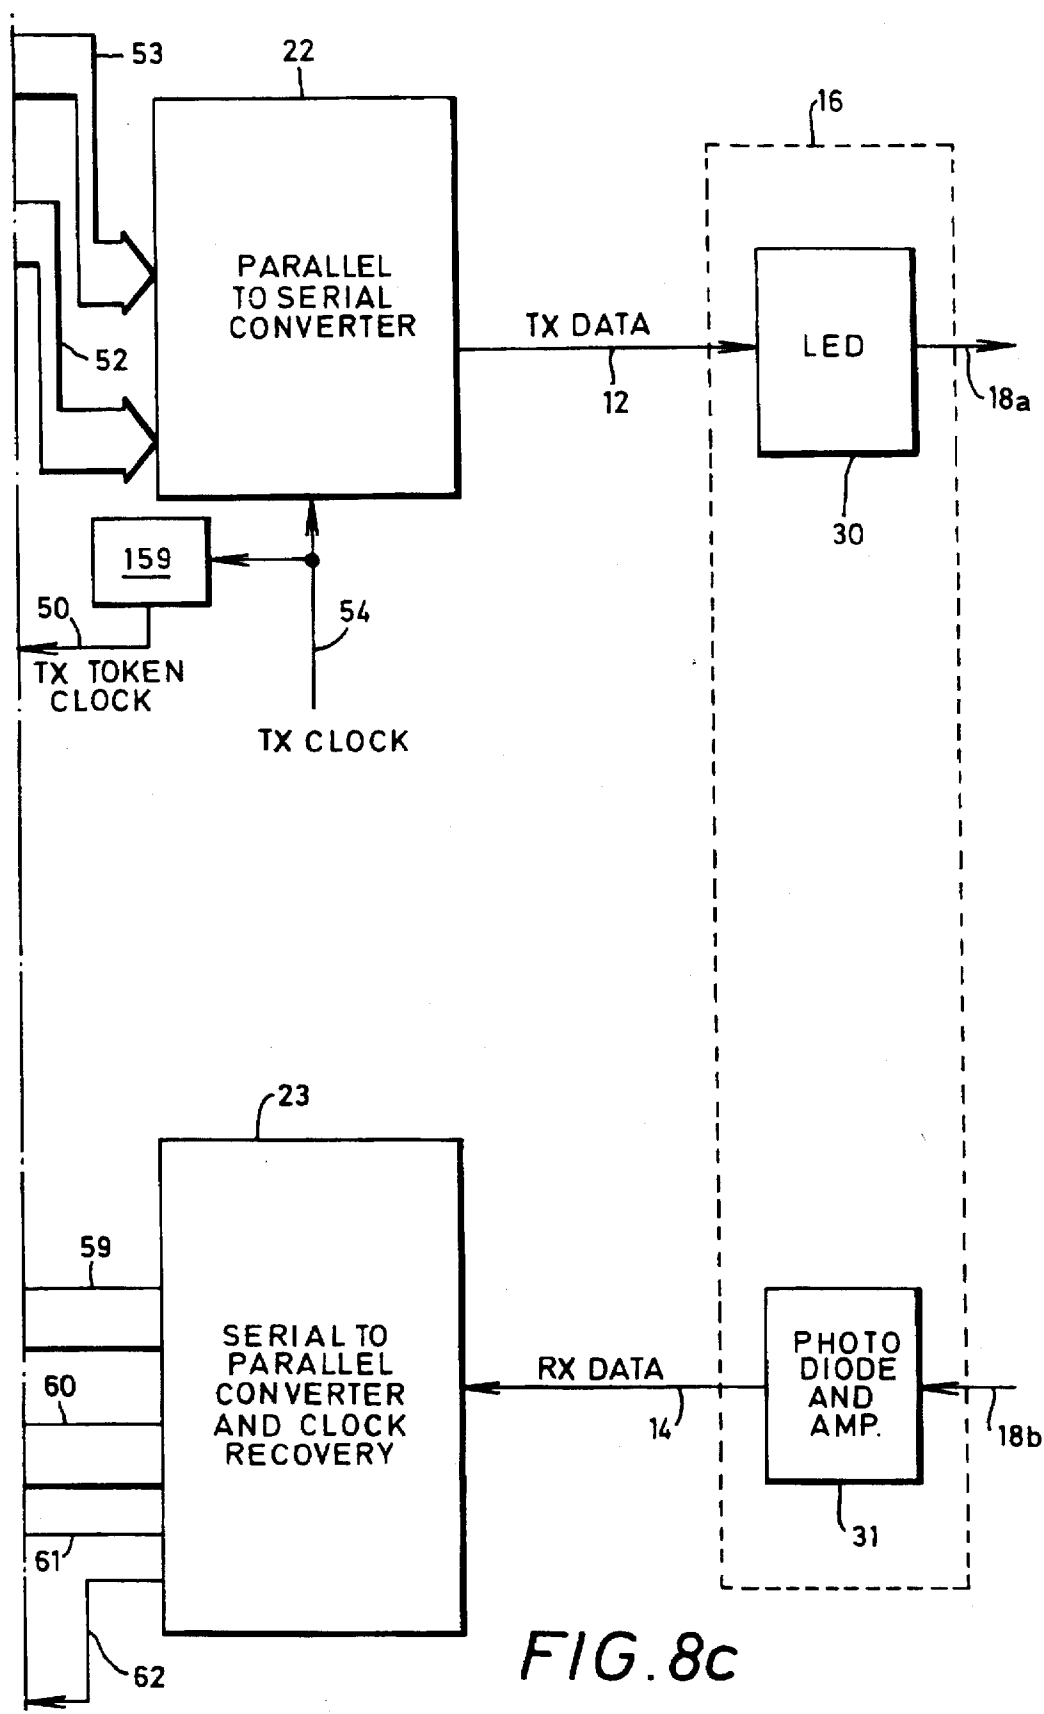 53
22
16
PARALLEL
TO SERIAL
CONVERTER
TX DATA
LED
52
12
18a
30
159
50
54
TX TOKEN
CLOCK
TX CLOCK
23
59
SERIAL TO
PARALLEL
CONVERTER
AND CLOCK
RECOVERY
RX DATA
PHOTO
DIODE
AND
AMP.
60
14
18b
61
31
62
FIG. 8c